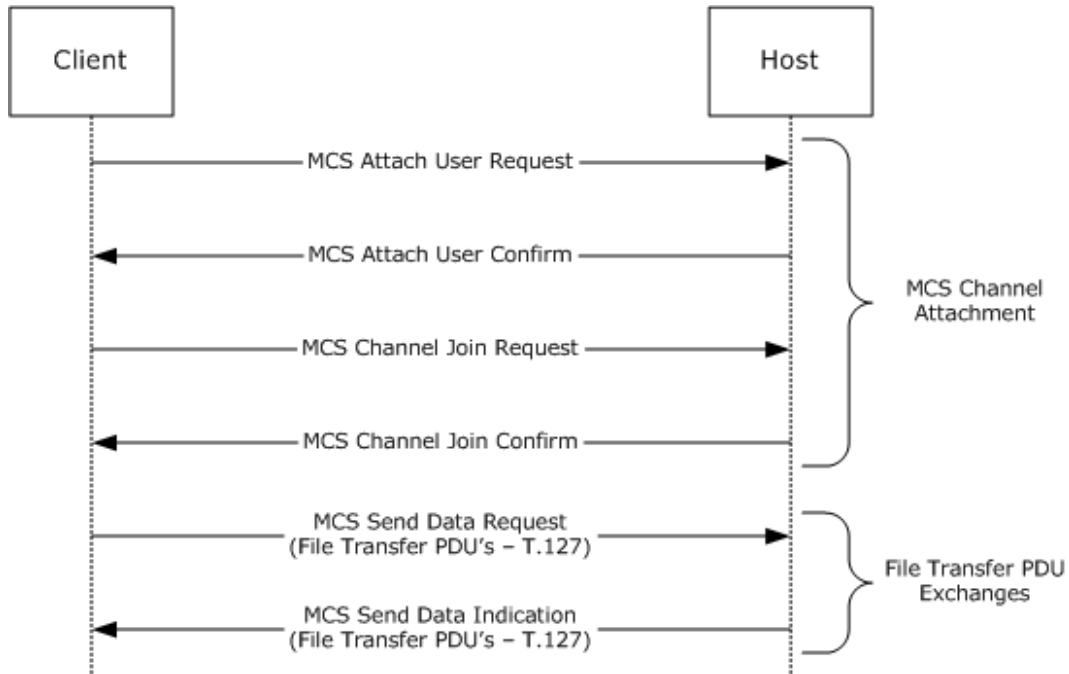 Client
Host
MCS Attach User Request
MCS Attach User Confirm
MCS Channel Join Request
MCS Channel Join Confirm
MCS Channel
Attachment
MCS Send Data Request
(File Transfer PDU's – T.127)
MCS Send Data Indication
(File Transfer PDU's – T.127)
File Transfer PDU
Exchanges